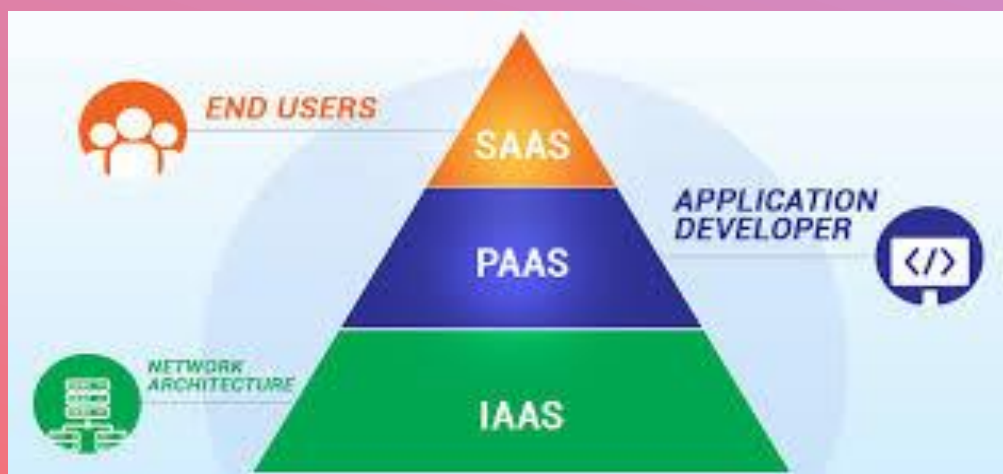 END USERS
SAAS
APPLICATION
DEVELOPER
PAAS
</>
NETWORK
ARCHITECTURE
IAAS